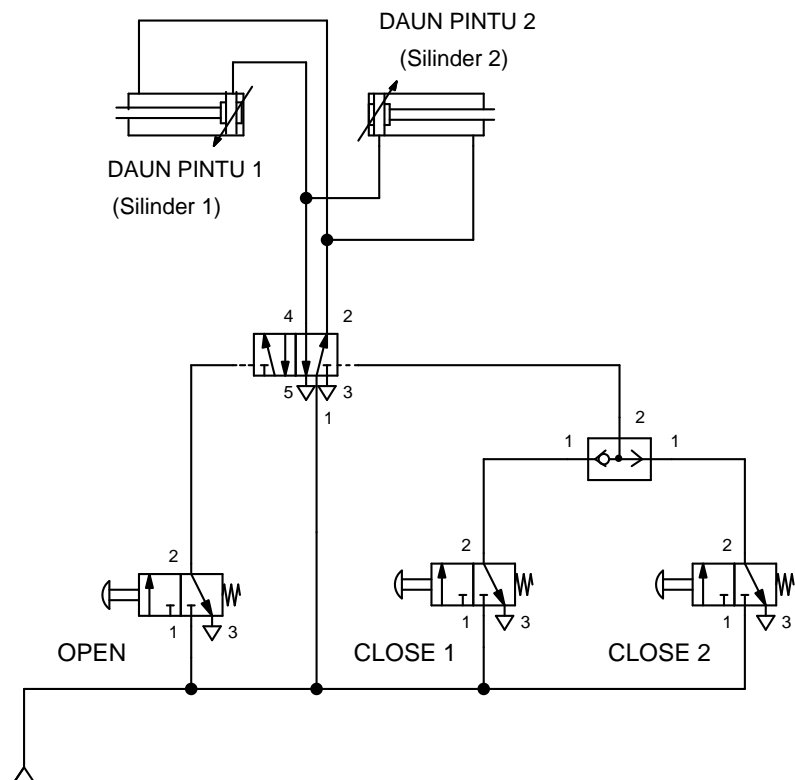 DAUN PINTU 2
(Silinder 2)
DAUN PINTU 1
(Silinder 1)
4 2
5 3
1
2
1 1
2
1 3
OPEN
2
1 3
CLOSE 1
2
1 3
CLOSE 2